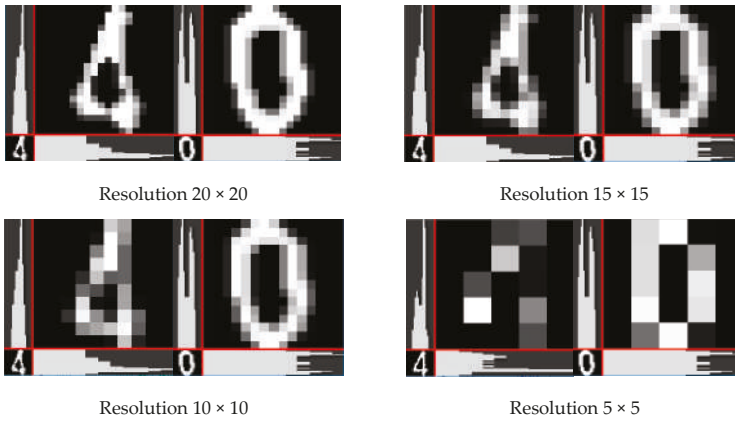 4 0
4 0
Resolution 20 × 20
Resolution 15 × 15
4 0
4 0
Resolution 10 × 10
Resolution 5 × 5